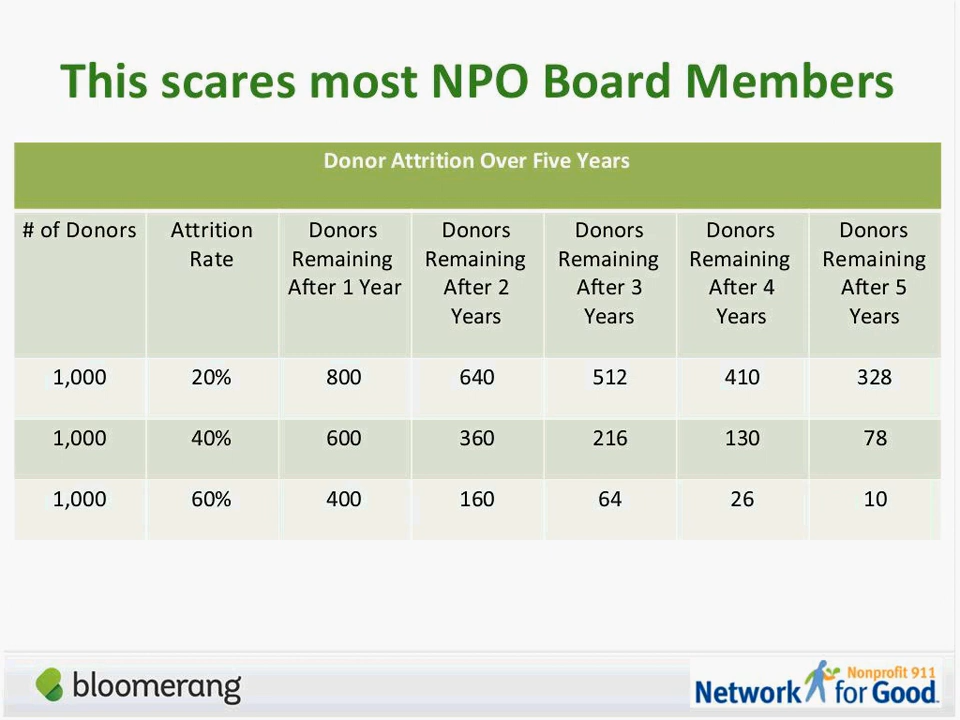 This scares most NPO Board Members
Donor Attrition Over Five Years
# of Donors
Attrition
Rate
Donors
Remaining
After 1 Year
Donors
Remaining
After 2
Years
Donors
Remaining
After 3
Years
Donors
Remaining
After 4
Years
Donors
Remaining
After 5
Years
1,000 20% 800 640 512 410 328
1,000 40% 600 360 216 130 78
1,000 60% 400 160 64 26 10
bloomerang
Nonprofit 911
Network for Good.